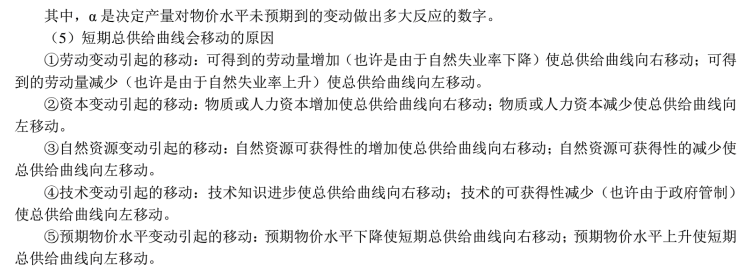 其中，α 是决定产量对物价水平未预期到的变动做出多大反应的数字。
（5）短期总供给曲线会移动的原因
①劳动变动引起的移动：可得到的劳动量增加（也许是由于自然失业率下降）使总供给曲线向右移动；可得
到的劳动量减少（也许是由于自然失业率上升）使总供给曲线向左移动。
②资本变动引起的移动：物质或人力资本增加使总供给曲线向右移动；物质或人力资本减少使总供给曲线向
左移动。
③自然资源变动引起的移动：自然资源可获得性的增加使总供给曲线向右移动；自然资源可获得性的减少使
总供给曲线向左移动。
④技术变动引起的移动：技术知识进步使总供给曲线向右移动；技术的可获得性减少（也许由于政府管制）
使总供给曲线向左移动。
⑤预期物价水平变动引起的移动：预期物价水平下降使短期总供给曲线向右移动；预期物价水平上升使短期
总供给曲线向左移动。